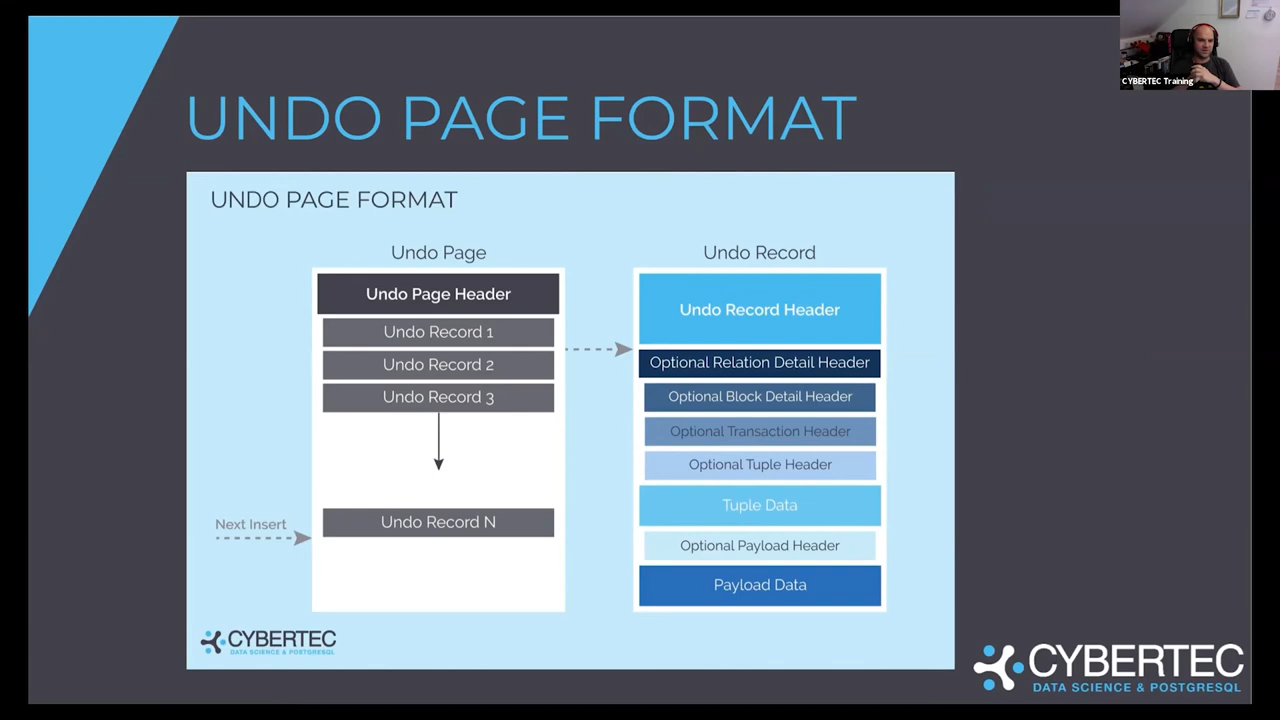 CYBERTEC Training
UNDO PAGE FORMAT
UNDO PAGE FORMAT
Undo Page
Undo Page Header
Undo Record 1
Undo Record 2
Undo Record 3
Next Insert
Undo Record N
Undo Record
Undo Record Header
Optional Relation Detail Header
Optional Block Detail Header
Optional Transaction Header
Optional Tuple Header
Tuple Data
Optional Payload Header
Payload Data
CYBERTEC
DATA SCIENCE & POSTGRESQL
CYBERTEC
DATA SCIENCE & POSTGRESQL